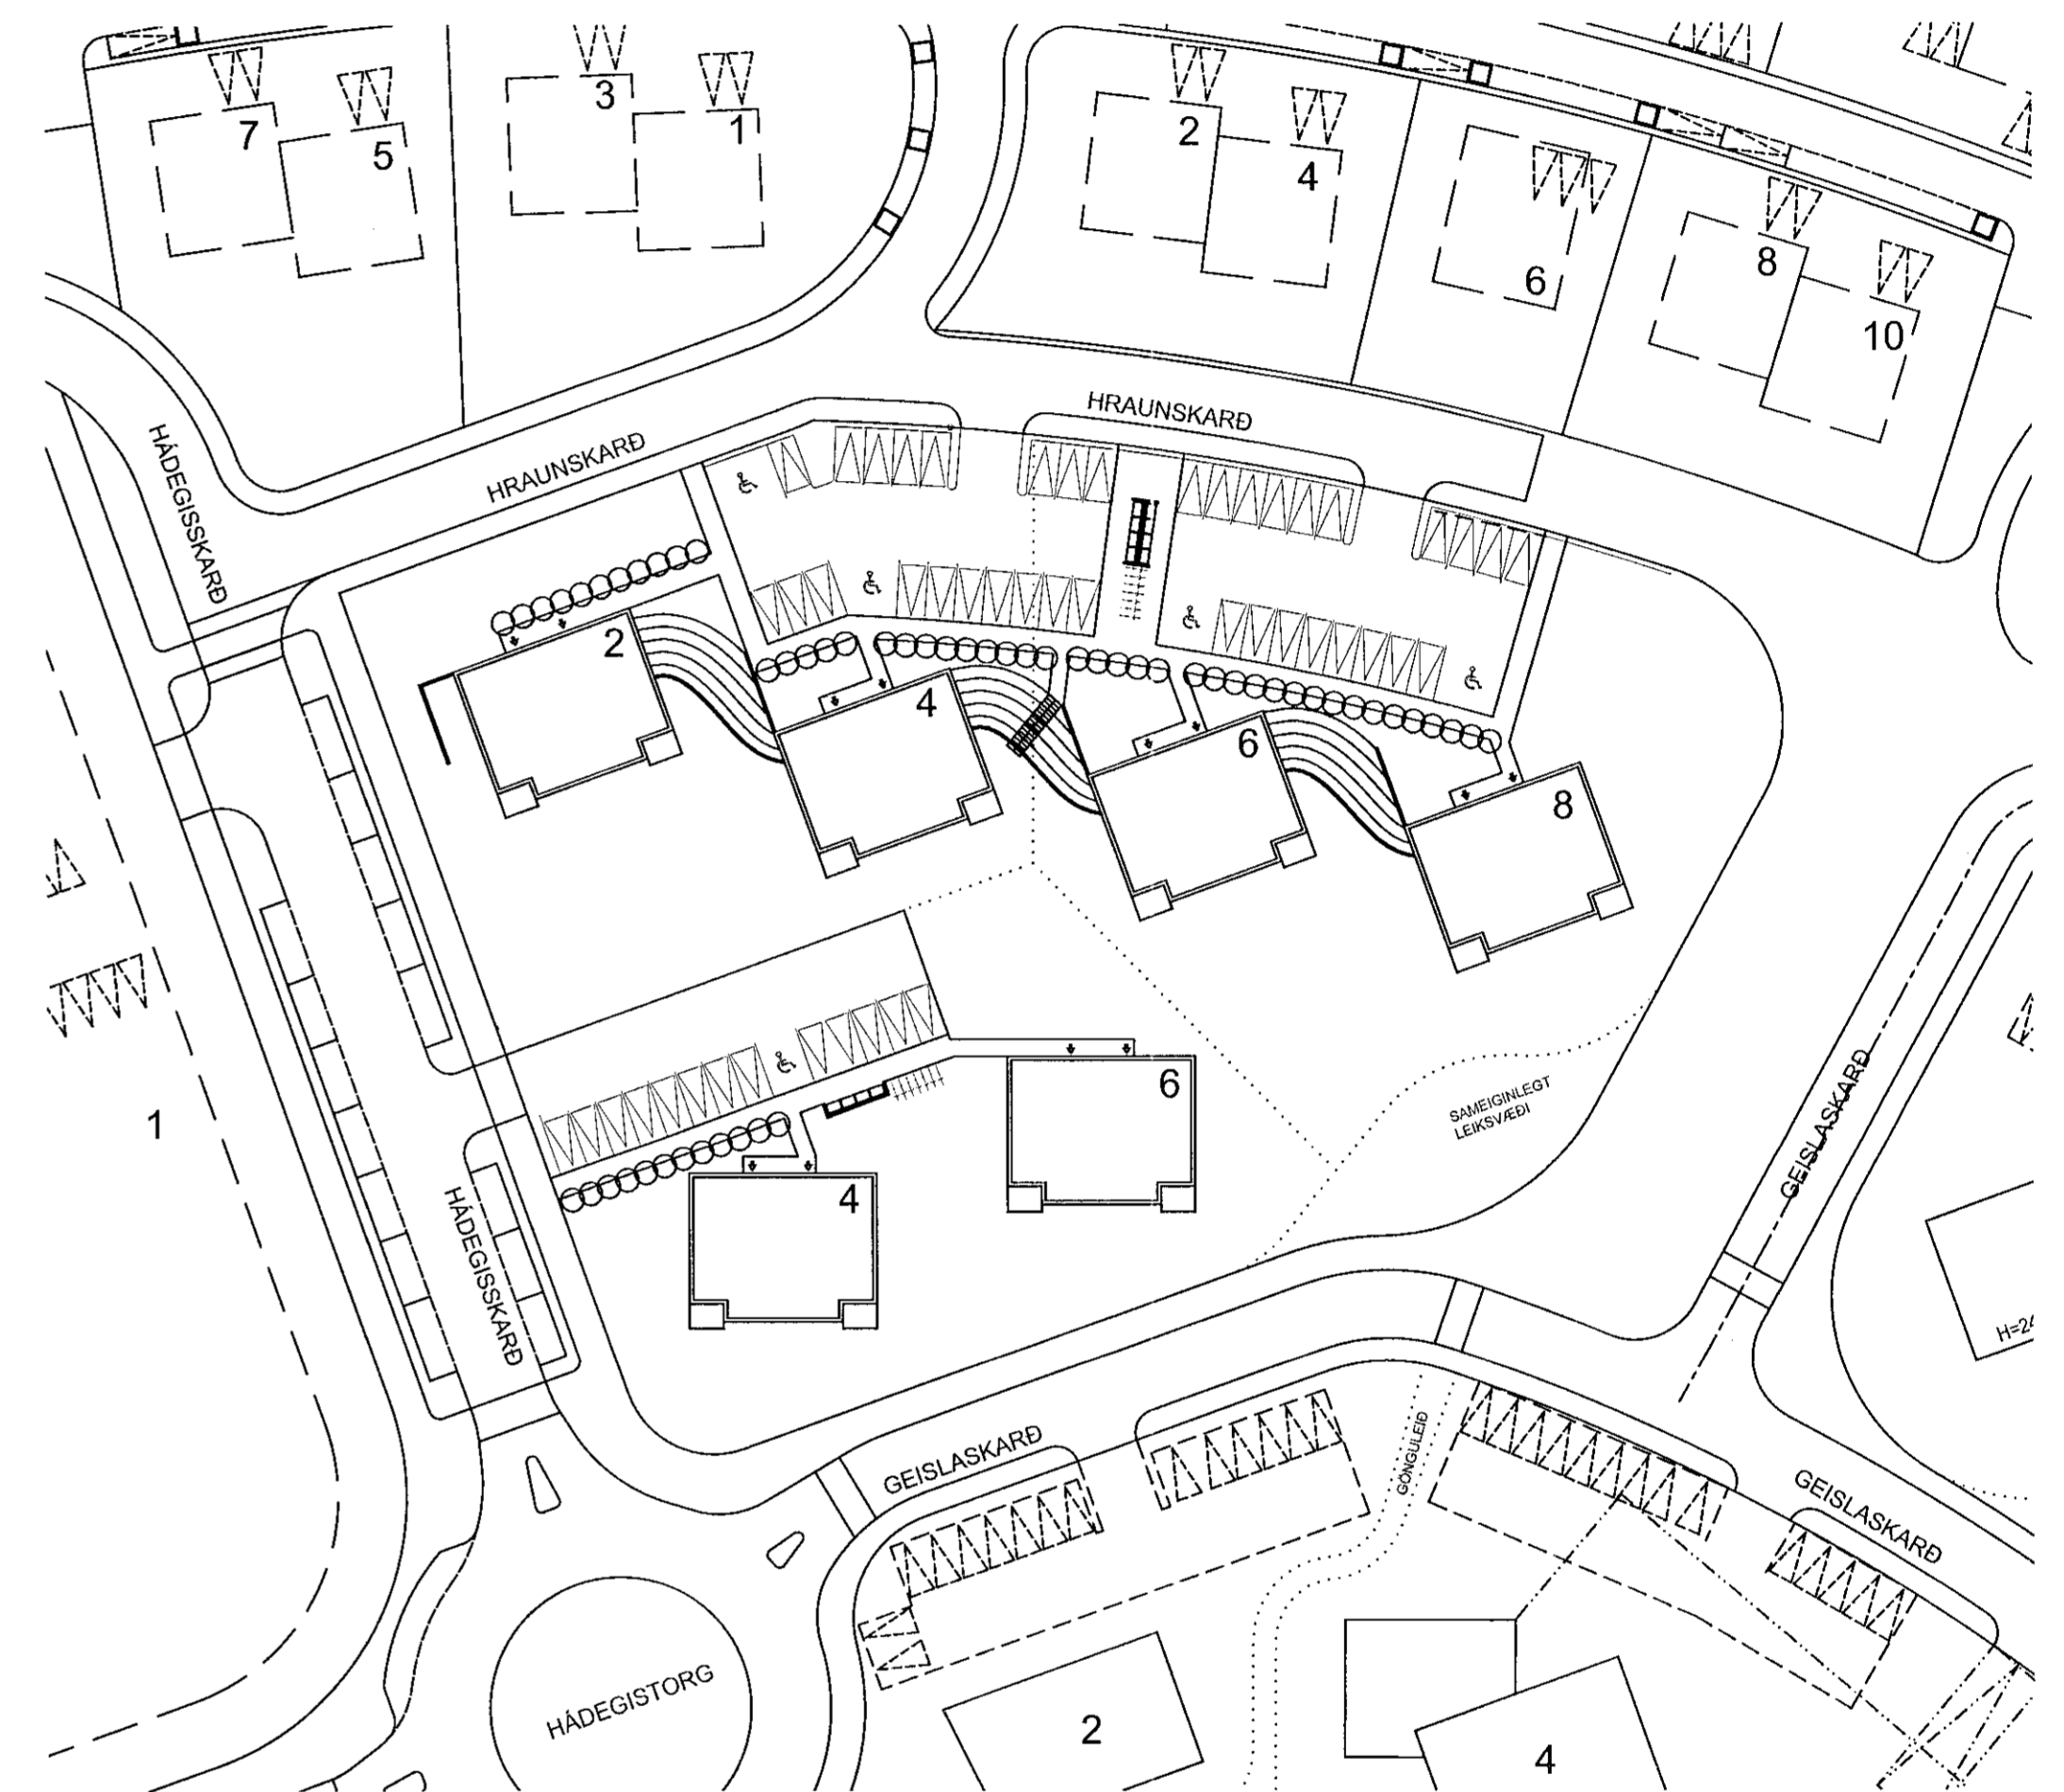 3
7
1
5
2
4
6
8
10
HRAUNSKARÐ
HRAUNSKARÐ
HÁDEGISSKARÐ
2
4
6
8
1
6
4
SAMEIGINLEGT
LEIKSVÆÐI
GEISLASKARÐ
HÁDEGISSKARÐ
GEISLASKARÐ
GÖNGULEIÐ
GEISLASKARÐ
HÁDEGISTORG
2
4